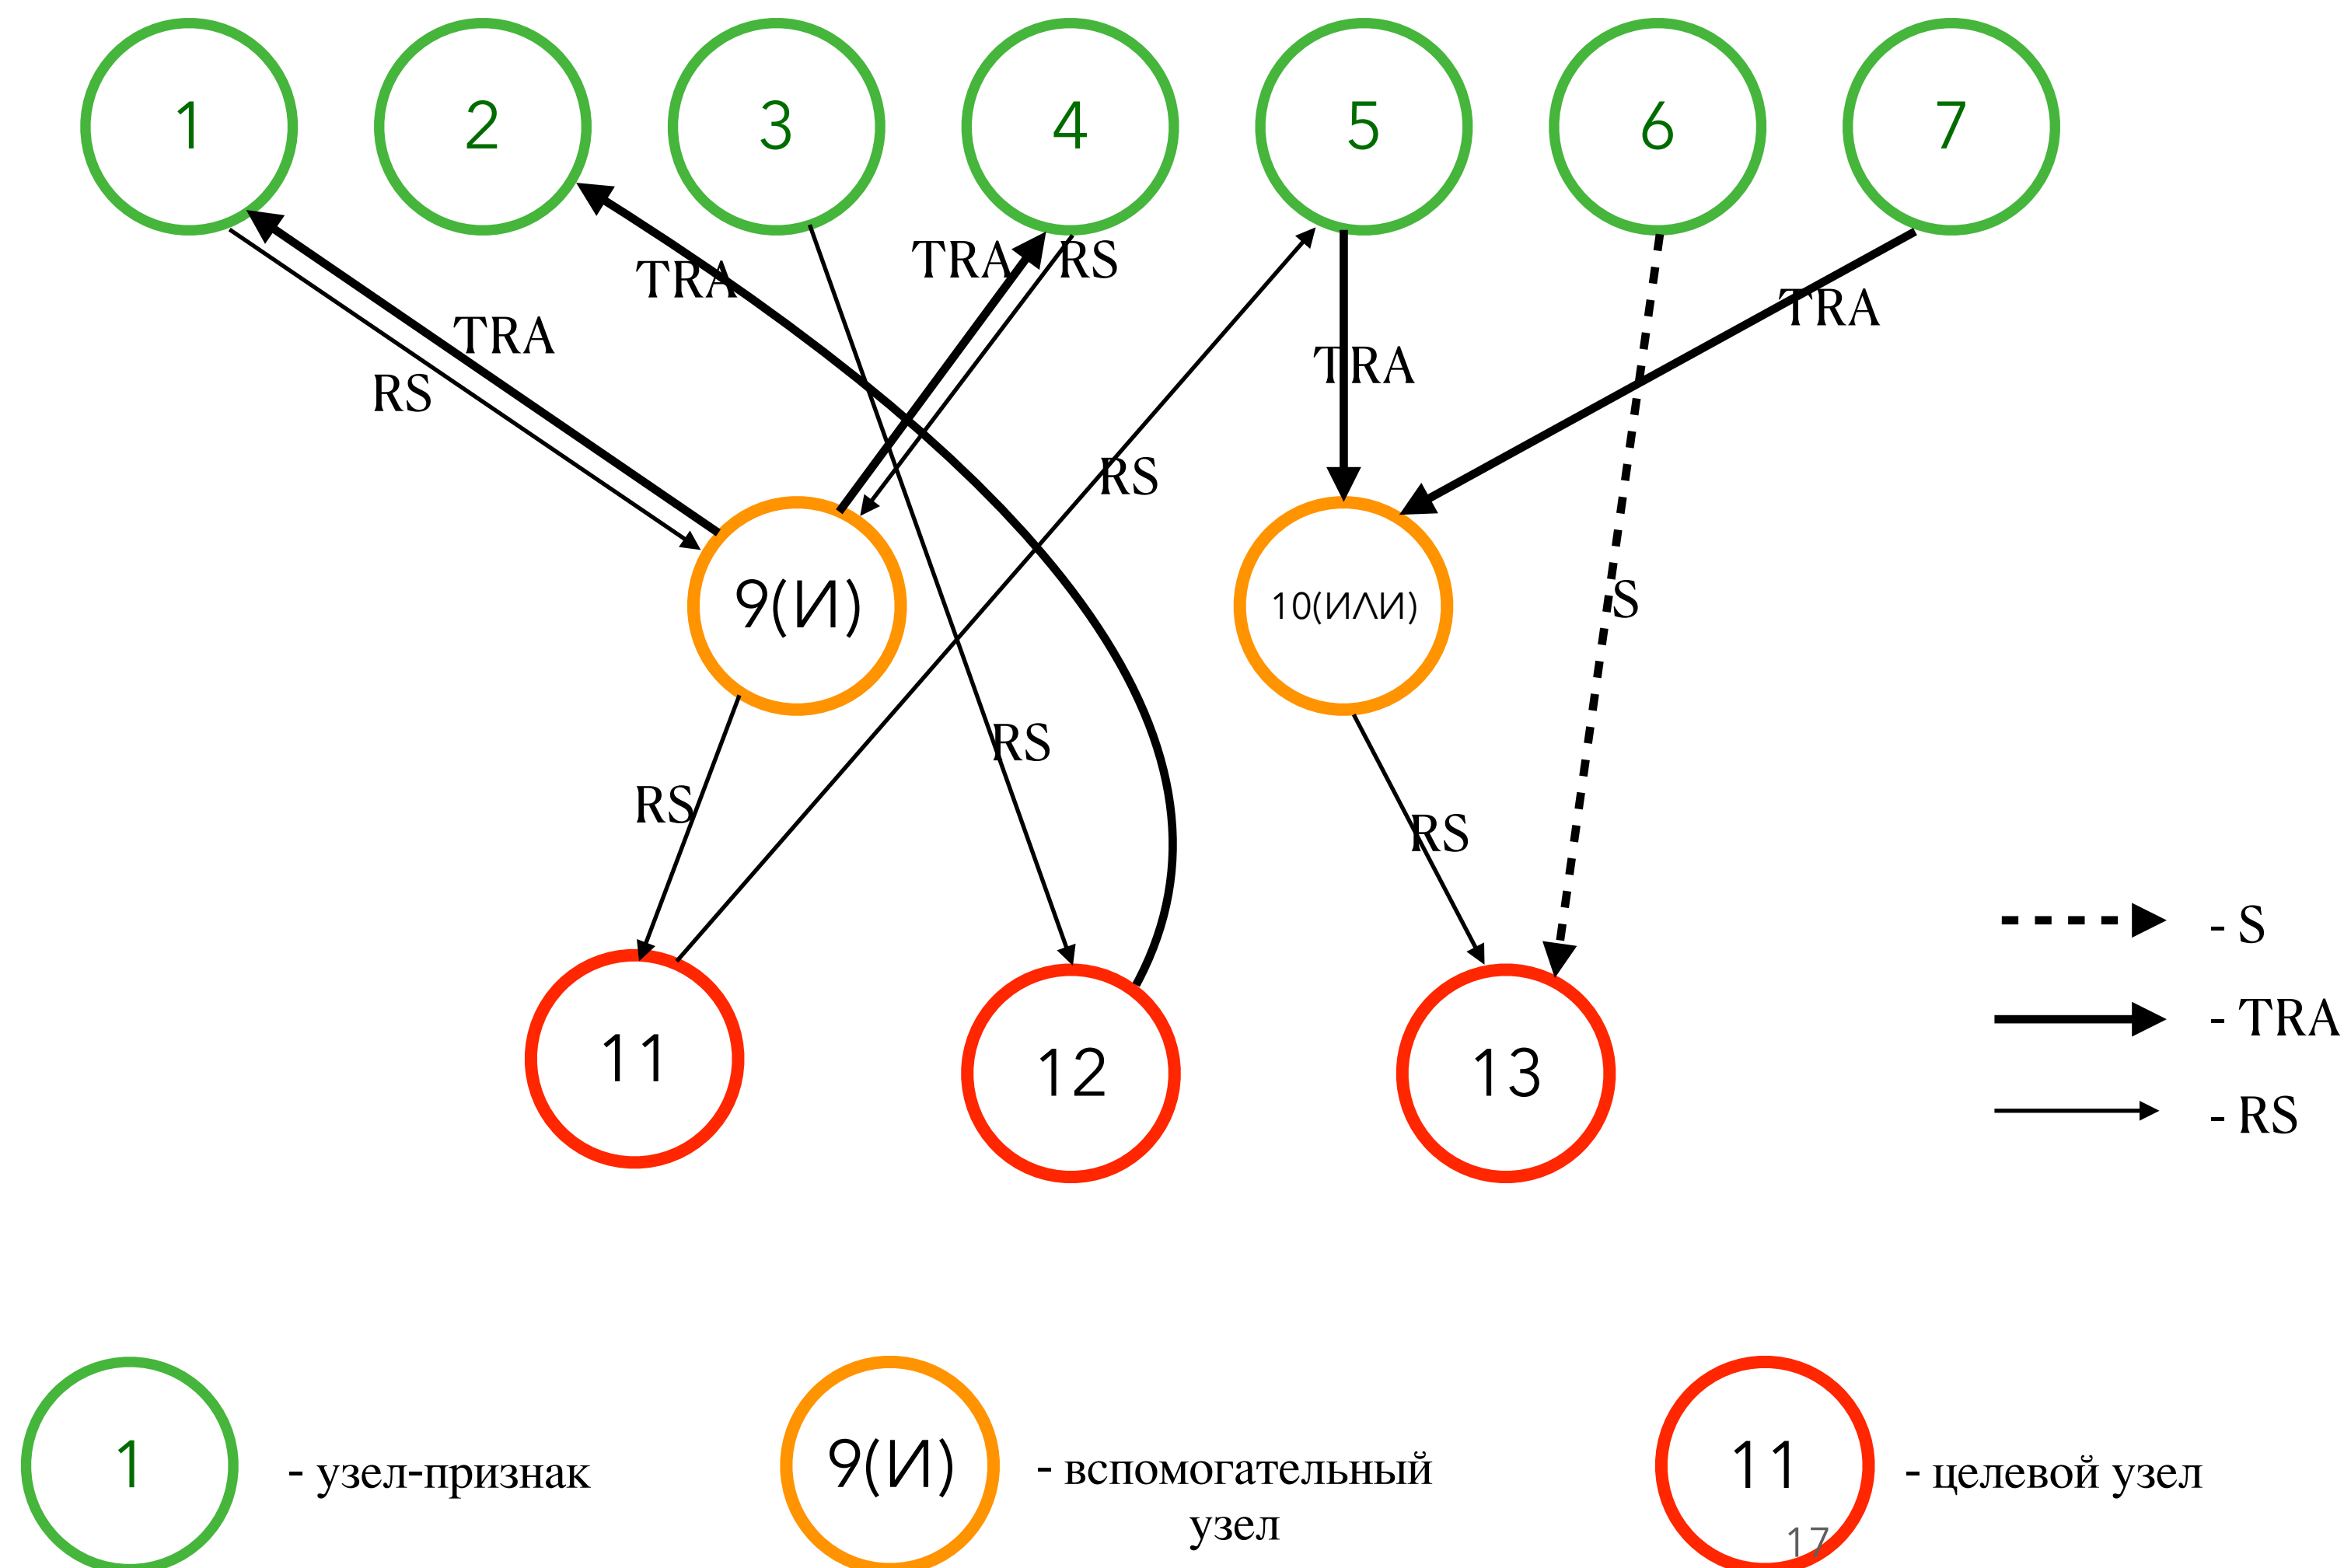 1 2 3 4 5 6 7
TRA RS
TRA
TRA
TRA
TRA
RS
RS
9(И) 10(ИЛИ)
S
RS
RS
RS
- S
- TRA
- RS
11 12 13
1
- узел-признак
9(И)
- вспомогательный
узел
11
- целевой узел
17